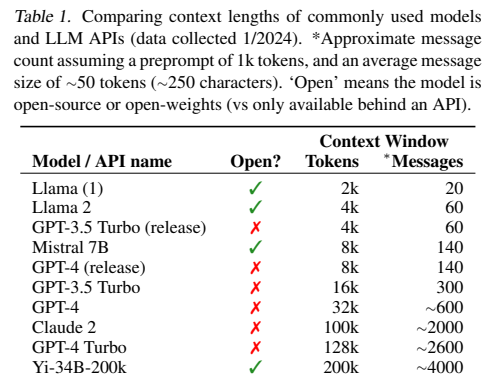 Table 1. Comparing context lengths of commonly used models
and LLM APIs (data collected 1/2024). *Approximate message
count assuming a preprompt of 1k tokens, and an average message
size of ~50 tokens (~250 characters). ‘Open’ means the model is
open-source or open-weights (vs only available behind an API).
Context Window
Model / API name Open? Tokens *Messages
Llama (1) ✓ 2k 20
Llama 2 ✓ 4k 60
GPT-3.5 Turbo (release) ✗ 4k 60
Mistral 7B ✓ 8k 140
GPT-4 (release) ✗ 8k 140
GPT-3.5 Turbo ✗ 16k 300
GPT-4 ✗ 32k ~600
Claude 2 ✗ 100k ~2000
GPT-4 Turbo ✗ 128k ~2600
Yi-34B-200k ✓ 200k ~4000